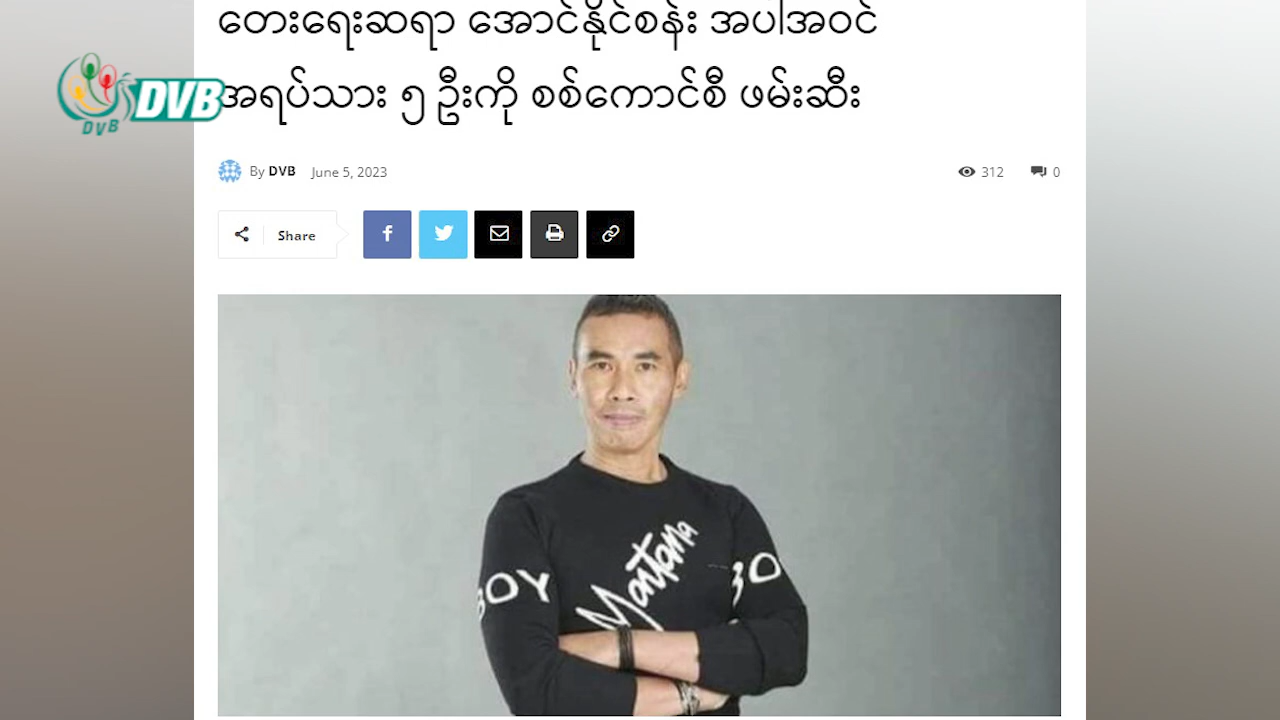 တေးရေးဆရာ အောင်နိုင်စန်း အပါအဝင်
အရပ်သား ၅ ဦးကို စစ်ကောင်စီ ဖမ်းဆီး
DVB
DVB
By DVB June 5, 2023
312
0
Share
BOY
Montana
BO